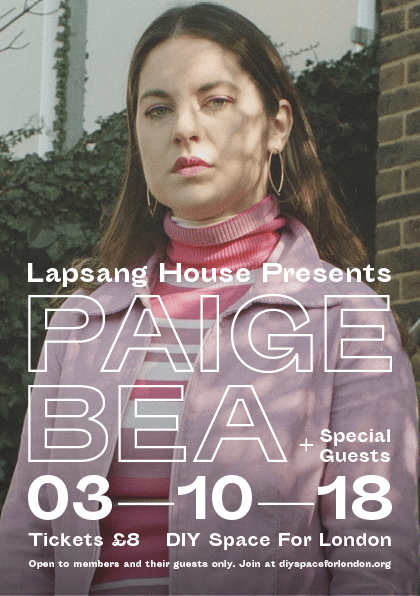 Lapsang House Presents
PAIGE
BEA + Special Guests
03—10—18
Tickets £8 DIY Space For London
Open to members and their guests only. Join at diyspaceforlondon.org